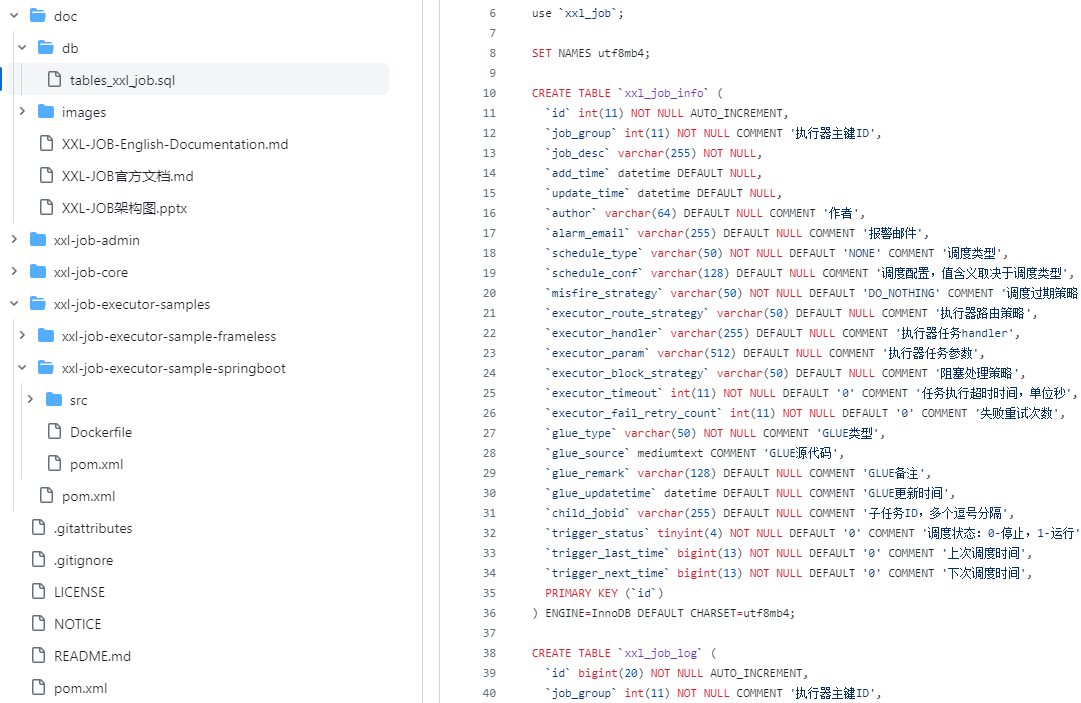 doc
db
tables_xxl_job.sql
images
XXL-JOB-English-Documentation.md
XXL-JOB官方文档.md
XXL-JOB架构图.pptx
xxl-job-admin
xxl-job-core
xxl-job-executor-samples
xxl-job-executor-sample-frameless
xxl-job-executor-sample-springboot
src
Dockerfile
pom.xml
pom.xml
.gitattributes
.gitignore
LICENSE
NOTICE
README.md
pom.xml
6 use `xxl_job`;
7
8 SET NAMES utf8mb4;
9
10 CREATE TABLE `xxl_job_info` (
11 `id` int(11) NOT NULL AUTO_INCREMENT,
12 `job_group` int(11) NOT NULL COMMENT '执行器主键ID',
13 `job_desc` varchar(255) NOT NULL,
14 `add_time` datetime DEFAULT NULL,
15 `update_time` datetime DEFAULT NULL,
16 `author` varchar(64) DEFAULT NULL COMMENT '作者',
17 `alarm_email` varchar(255) DEFAULT NULL COMMENT '报警邮件',
18 `schedule_type` varchar(50) NOT NULL DEFAULT 'NONE' COMMENT '调度类型',
19 `schedule_conf` varchar(128) DEFAULT NULL COMMENT '调度配置，值含义取决于调度类型',
20 `misfire_strategy` varchar(50) NOT NULL DEFAULT 'DO_NOTHING' COMMENT '调度过期策略
21 `executor_route_strategy` varchar(50) DEFAULT NULL COMMENT '执行器路由策略',
22 `executor_handler` varchar(255) DEFAULT NULL COMMENT '执行器任务handler',
23 `executor_param` varchar(512) DEFAULT NULL COMMENT '执行器任务参数',
24 `executor_block_strategy` varchar(50) DEFAULT NULL COMMENT '阻塞处理策略',
25 `executor_timeout` int(11) NOT NULL DEFAULT '0' COMMENT '任务执行超时时间，单位秒',
26 `executor_fail_retry_count` int(11) NOT NULL DEFAULT '0' COMMENT '失败重试次数',
27 `glue_type` varchar(50) NOT NULL COMMENT 'GLUE类型',
28 `glue_source` mediumtext COMMENT 'GLUE源代码',
29 `glue_remark` varchar(128) DEFAULT NULL COMMENT 'GLUE备注',
30 `glue_updatetime` datetime DEFAULT NULL COMMENT 'GLUE更新时间',
31 `child_jobid` varchar(255) DEFAULT NULL COMMENT '子任务ID，多个逗号分隔',
32 `trigger_status` tinyint(4) NOT NULL DEFAULT '0' COMMENT '调度状态：0-停止，1-运行'
33 `trigger_last_time` bigint(13) NOT NULL DEFAULT '0' COMMENT '上次调度时间',
34 `trigger_next_time` bigint(13) NOT NULL DEFAULT '0' COMMENT '下次调度时间',
35 PRIMARY KEY (`id`)
36 ) ENGINE=InnoDB DEFAULT CHARSET=utf8mb4;
37
38 CREATE TABLE `xxl_job_log` (
39 `id` bigint(20) NOT NULL AUTO_INCREMENT,
40 `job_group` int(11) NOT NULL COMMENT '执行器主键ID',